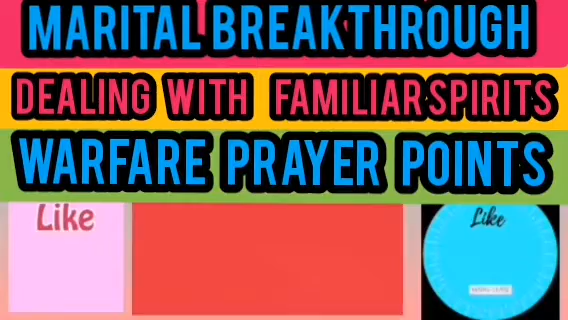 MARITAL BREAKTHROUGH
DEALING WITH FAMILIAR SPIRITS
WARFARE PRAYER POINTS
Like
Like